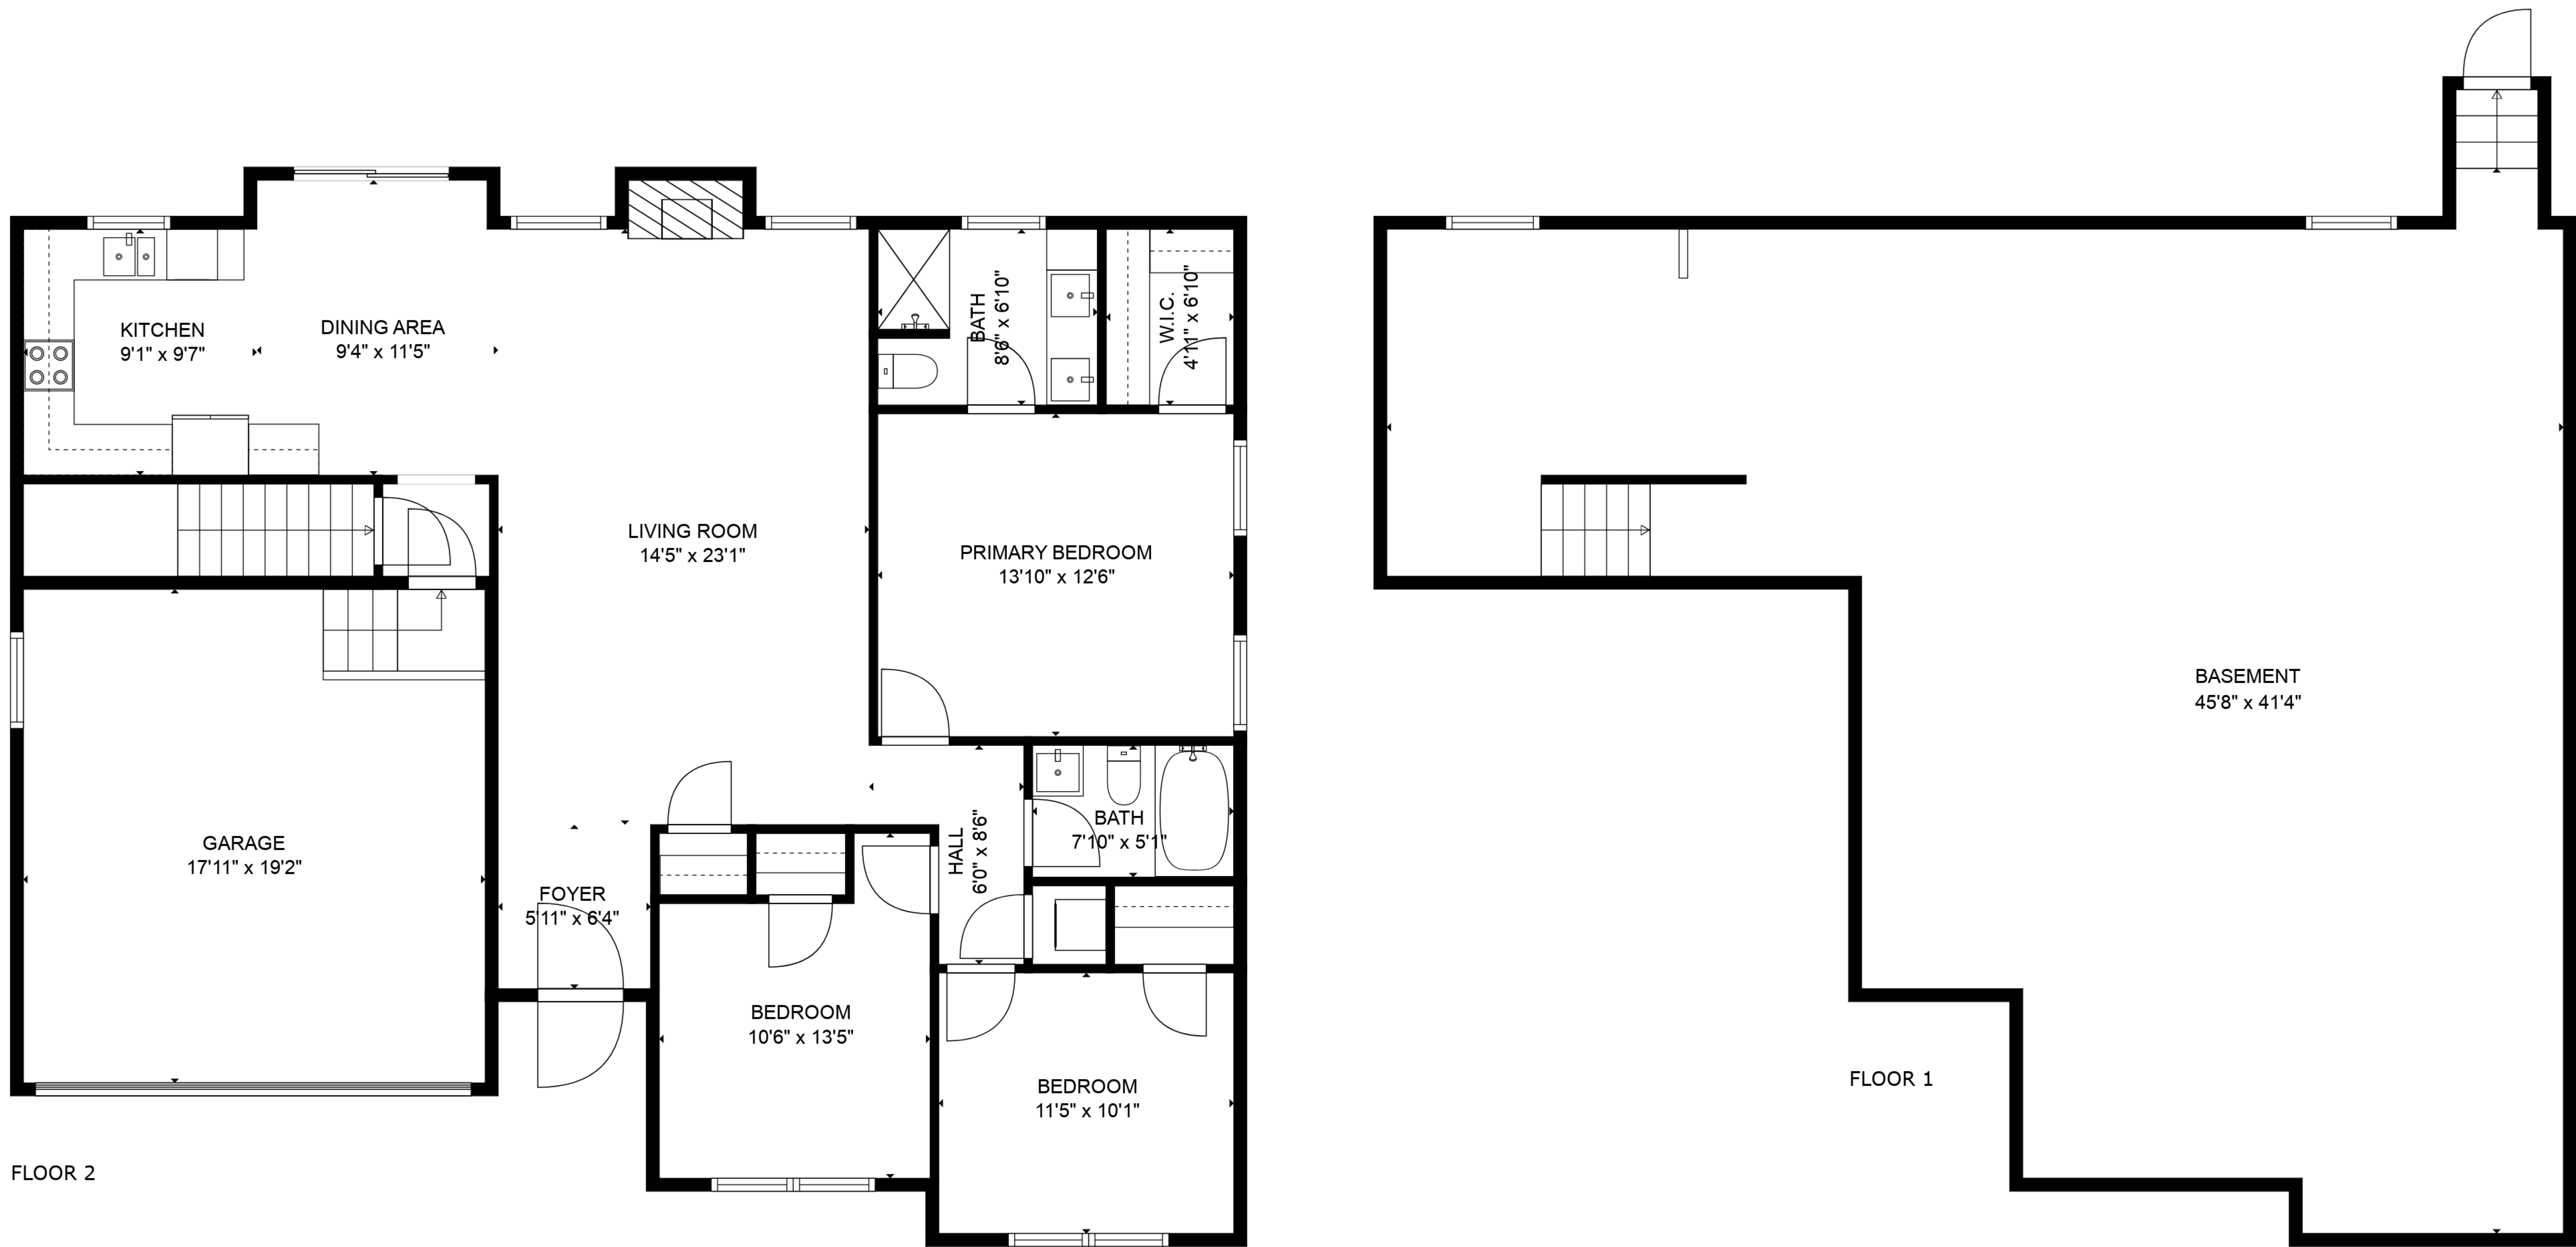 KITCHEN
9'1" x 9'7"
DINING AREA
9'4" x 11'5"
BATH
8'6" x 6'10"
W.I.C.
4'11" x 6'10"
LIVING ROOM
14'5" x 23'1"
PRIMARY BEDROOM
13'10" x 12'6"
GARAGE
17'11" x 19'2"
FOYER
5'11" x 6'4"
HALL
6'0" x 8'6"
BATH
7'10" x 5'1"
BEDROOM
10'6" x 13'5"
BEDROOM
11'5" x 10'1"
FLOOR 2
BASEMENT
45'8" x 41'4"
FLOOR 1